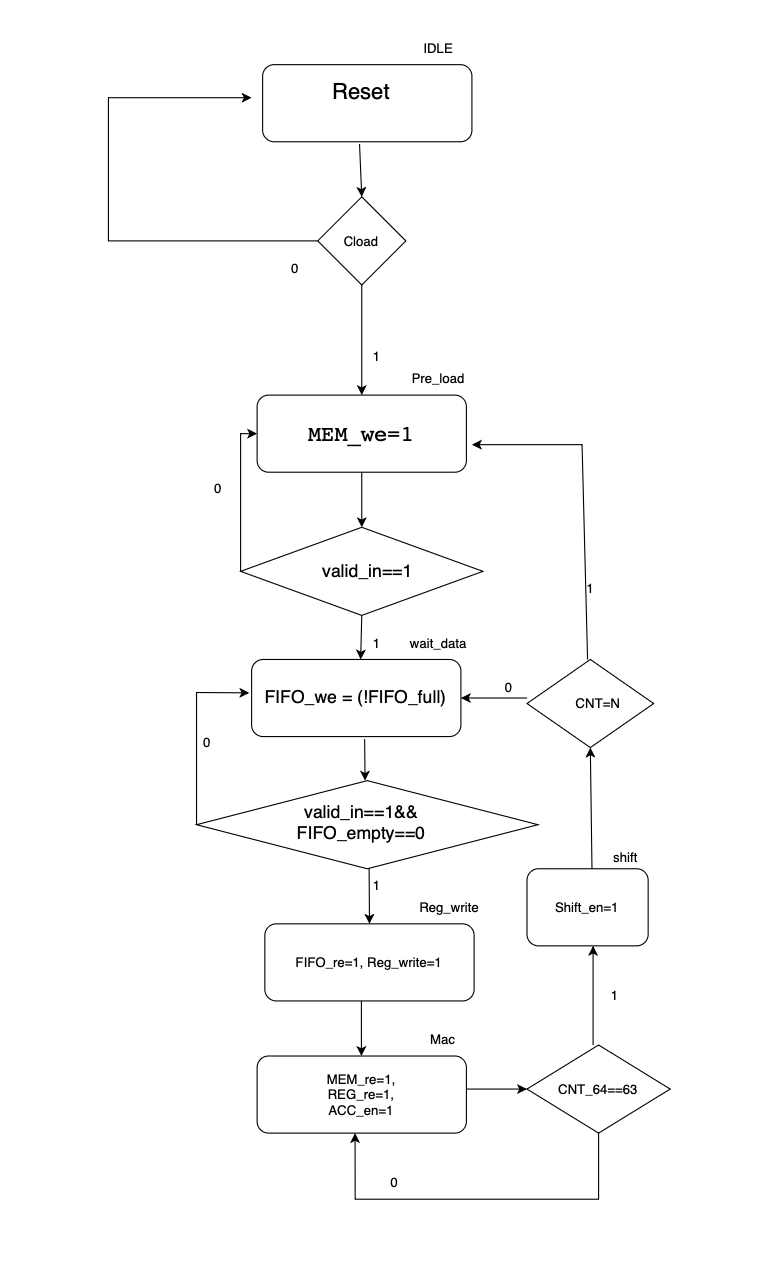 IDLE
Reset
Cload
0
1
Pre_load
MEM_we=1
0
valid_in==1
1
1
wait_data
FIFO_we = (!FIFO_full)
0
CNT=N
0
valid_in==1&&
FIFO_empty==0
shift
1
Reg_write
Shift_en=1
FIFO_re=1, Reg_write=1
1
Mac
MEM_re=1,
REG_re=1,
ACC_en=1
CNT_64==63
0